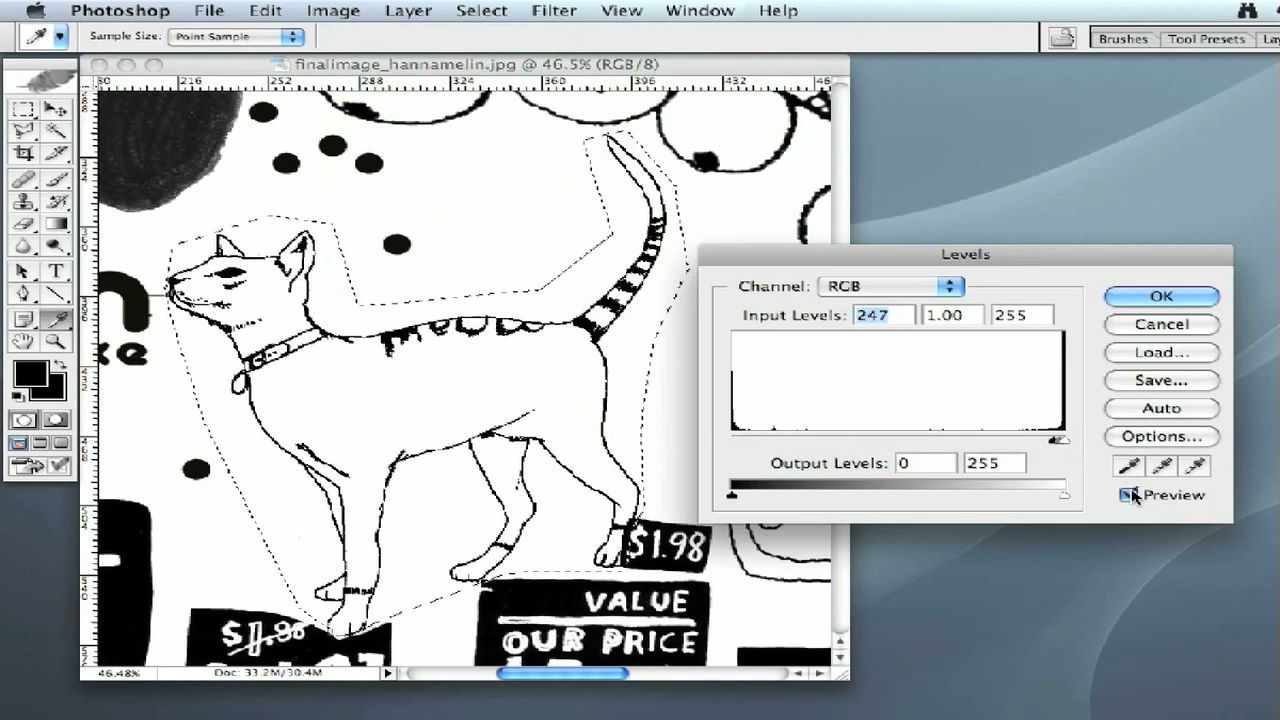 Photoshop File Edit Image Layer Select Filter View Window Help
Sample Size: Point Sample
Brushes Tool Presets
finalimage_hannamelin.jpg @ 46.5% (RGB/8)
216 252 288 324 360 396 432
Levels
Channel: RGB
Input Levels: 247 1.00 255
Output Levels: 0 255
OK
Cancel
Load...
Save...
Auto
Options...
Preview
$1.98
VALUE
OUR PRICE
46.48% Doc: 33.2M/30.4M